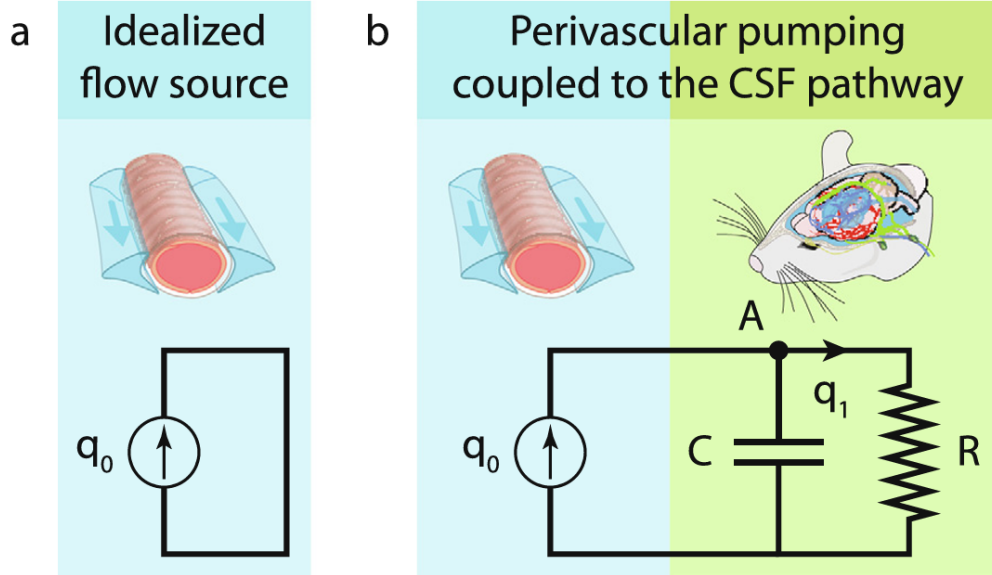 a
Idealized
flow source
b
Perivascular pumping
coupled to the CSF pathway
q₀
A
q₀
C
q₁
R